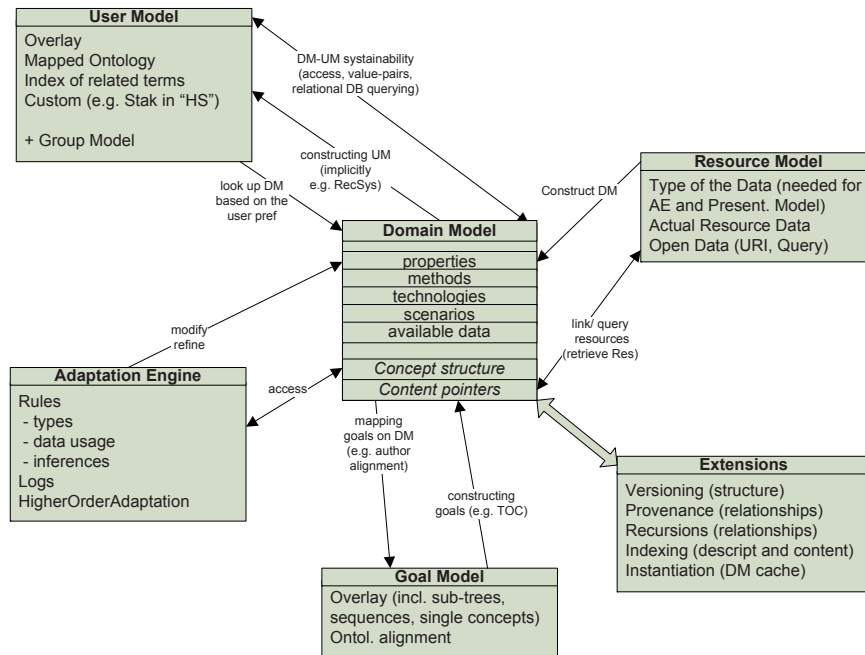 User Model
Overlay
Mapped Ontology
Index of related terms
Custom (e.g. Stak in “HS”)
+ Group Model
DM-UM systainability
(access, value-pairs,
relational DB querying)
constructing UM
(implicitly
e.g. RecSys)
look up DM
based on the
user pref
Resource Model
Type of the Data (needed for
AE and Present. Model)
Actual Resource Data
Open Data (URI, Query)
Construct DM
Domain Model
properties
methods
technologies
scenarios
available data
Concept structure
Content pointers
link/ query
resources
(retrieve Res)
modify
refine
Adaptation Engine
Rules
- types
- data usage
- inferences
Logs
HigherOrderAdaptation
access
mapping
goals on DM
(e.g. author
alignment)
constructing
goals (e.g. TOC)
Extensions
Versioning (structure)
Provenance (relationships)
Recursions (relationships)
Indexing (descript and content)
Instantiation (DM cache)
Goal Model
Overlay (incl. sub-trees,
sequences, single concepts)
Ontol. alignment